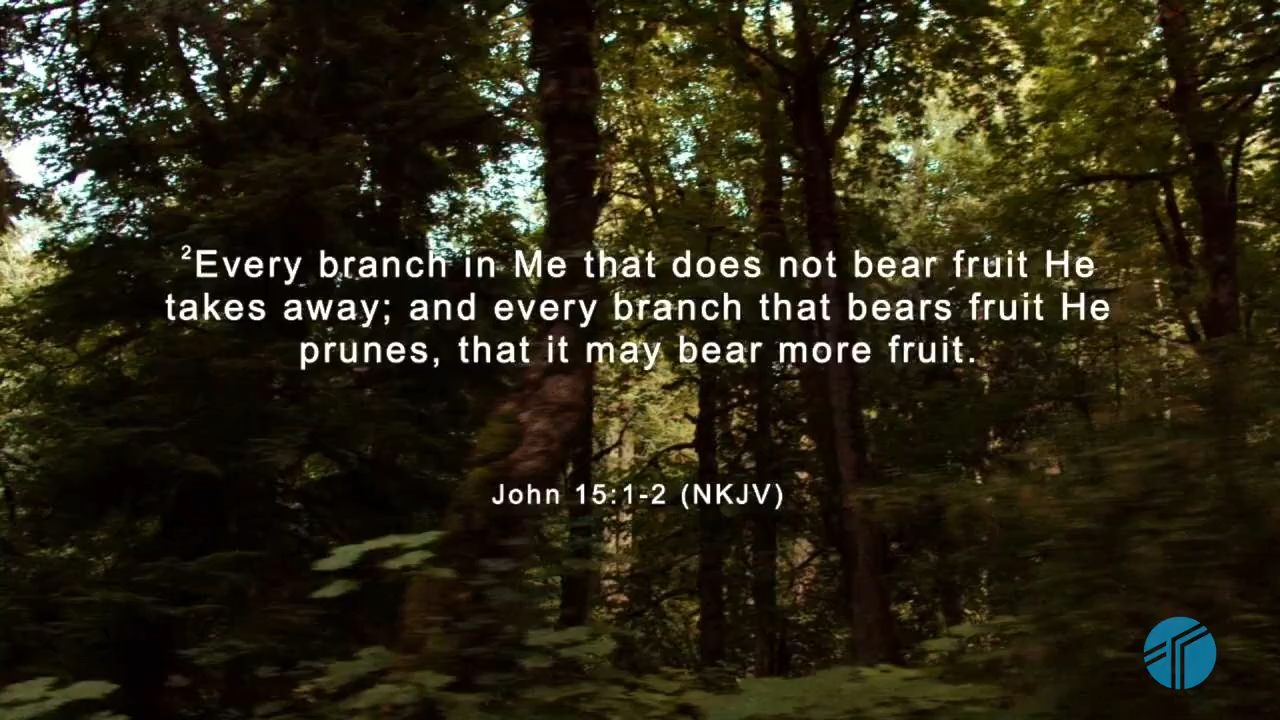 ²Every branch in Me that does not bear fruit He
takes away; and every branch that bears fruit He
prunes, that it may bear more fruit.
John 15:1-2 (NKJV)